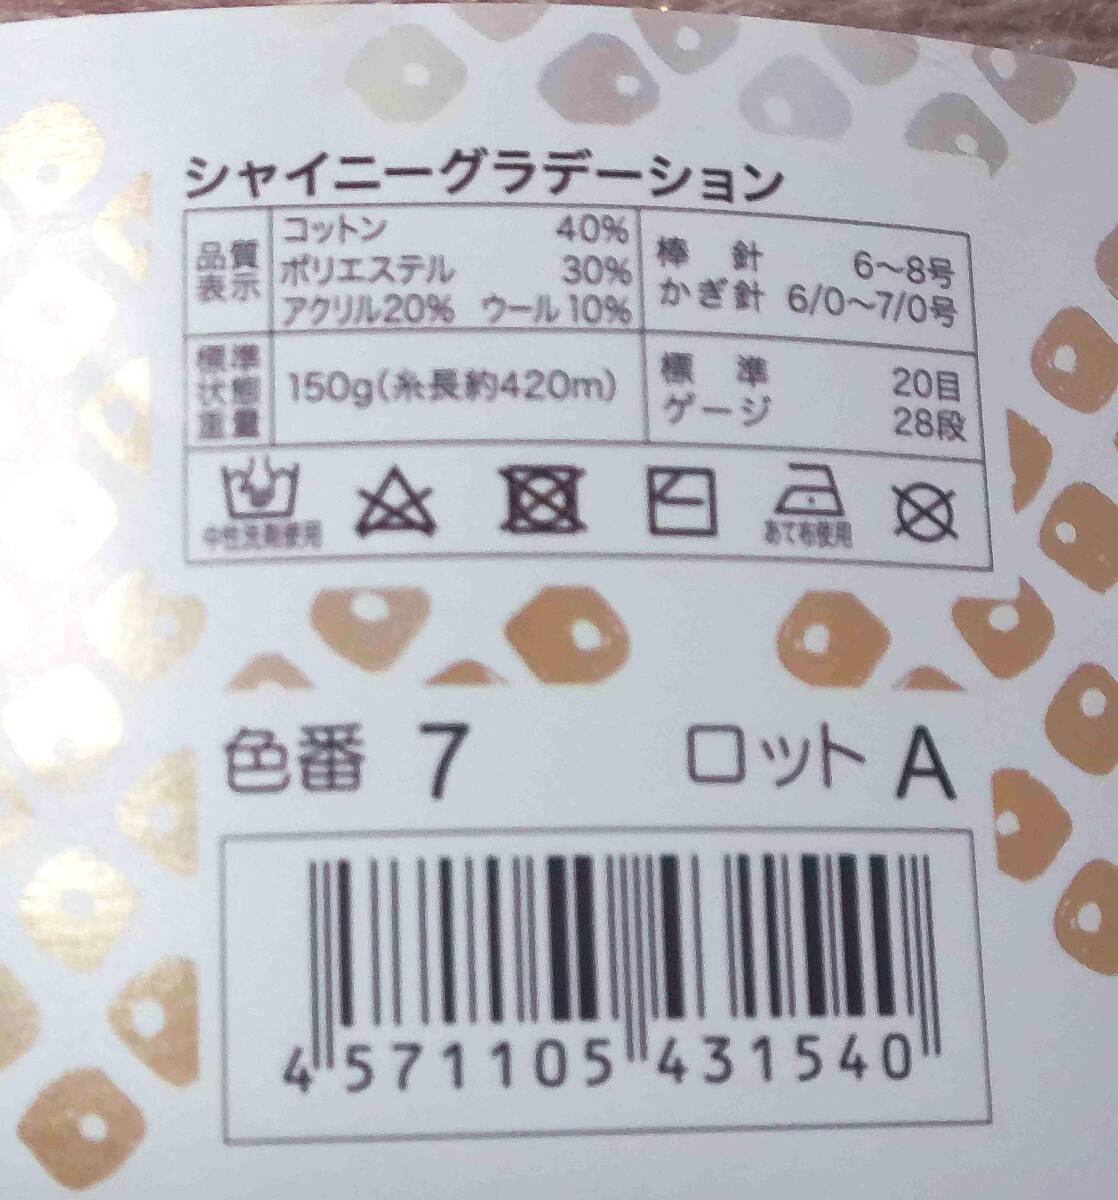 シャイニーグラデーション
品質
表示
コットン 40%
ポリエステル 30%
アクリル20% ウール10%
棒針 6〜8号
かぎ針 6/0〜7/0号
標準
状態
重量
150g(糸長約420m)
標準
ゲージ
20目
28段
中性洗剤使用
あて布使用
色番 7 ロット A
4571105431540